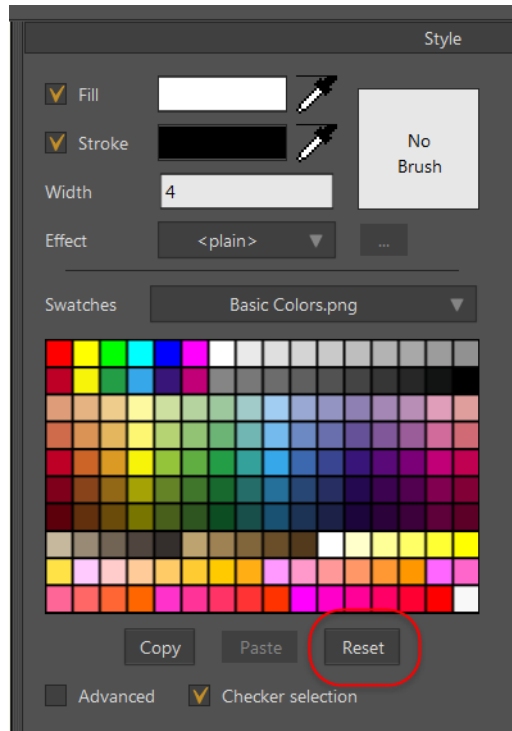 Style
Fill
Stroke
No
Brush
Width
4
Effect
<plain>
...
Swatches
Basic Colors.png
Copy
Paste
Reset
Advanced
Checker selection